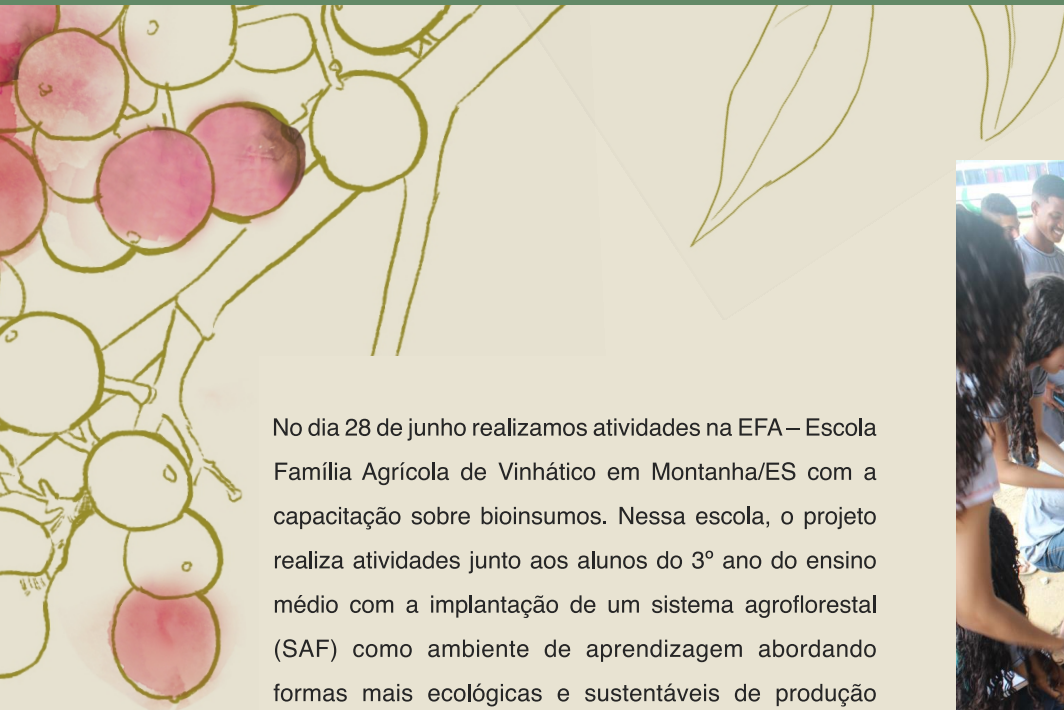 No dia 28 de junho realizamos atividades na EFA – Escola
Família Agrícola de Vinhático em Montanha/ES com a
capacitação sobre bioinsumos. Nessa escola, o projeto
realiza atividades junto aos alunos do 3º ano do ensino
médio com a implantação de um sistema agroflorestal
(SAF) como ambiente de aprendizagem abordando
formas mais ecológicas e sustentáveis de produção